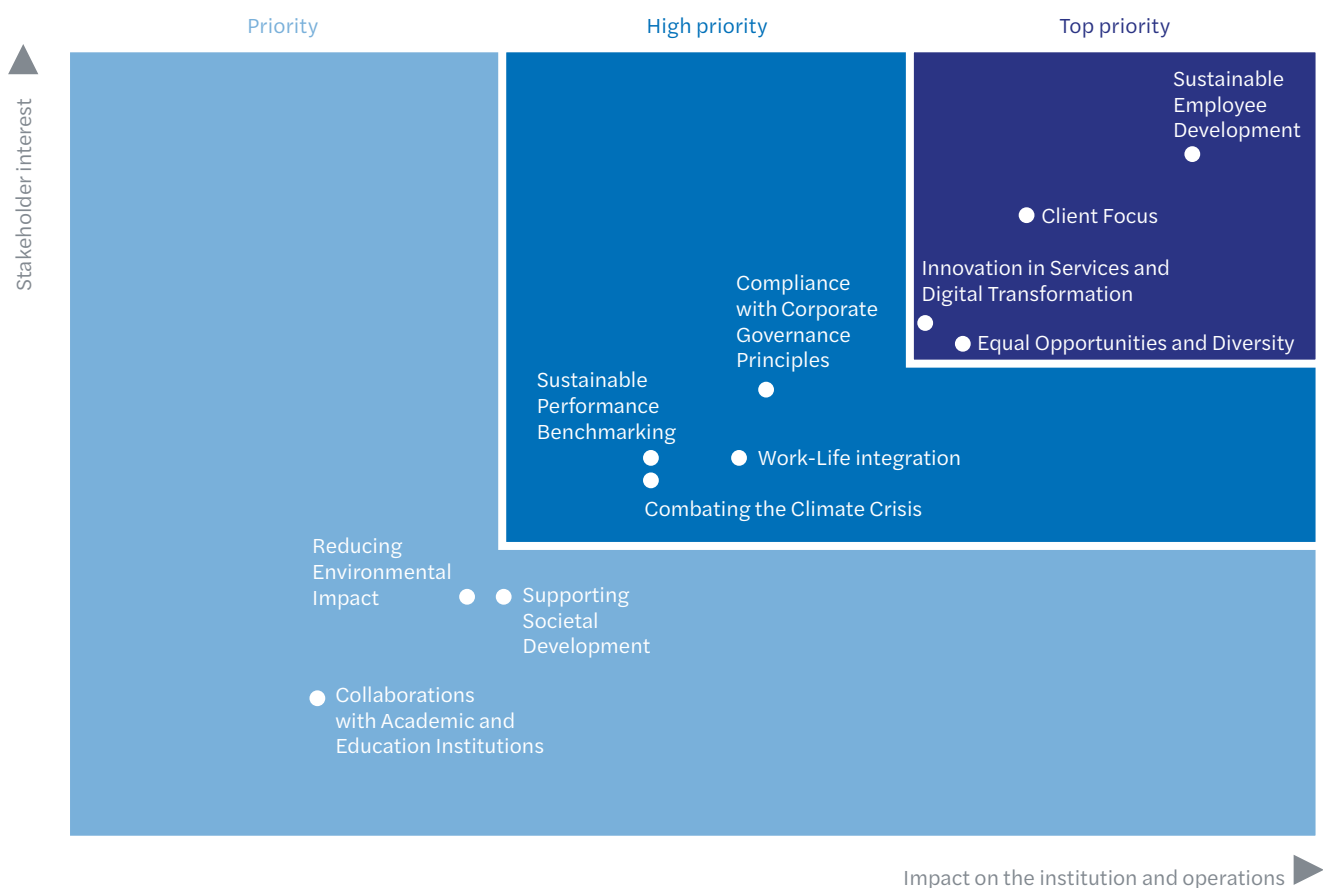 Priority
High priority
Top priority
Stakeholder interest
Sustainable
Employee
Development
Client Focus
Innovation in Services and
Digital Transformation
Equal Opportunities and Diversity
Compliance
with Corporate
Governance
Principles
Sustainable
Performance
Benchmarking
Work-Life integration
Combating the Climate Crisis
Reducing
Environmental
Impact
Supporting
Societal
Development
Collaborations
with Academic and
Education Institutions
Impact on the institution and operations